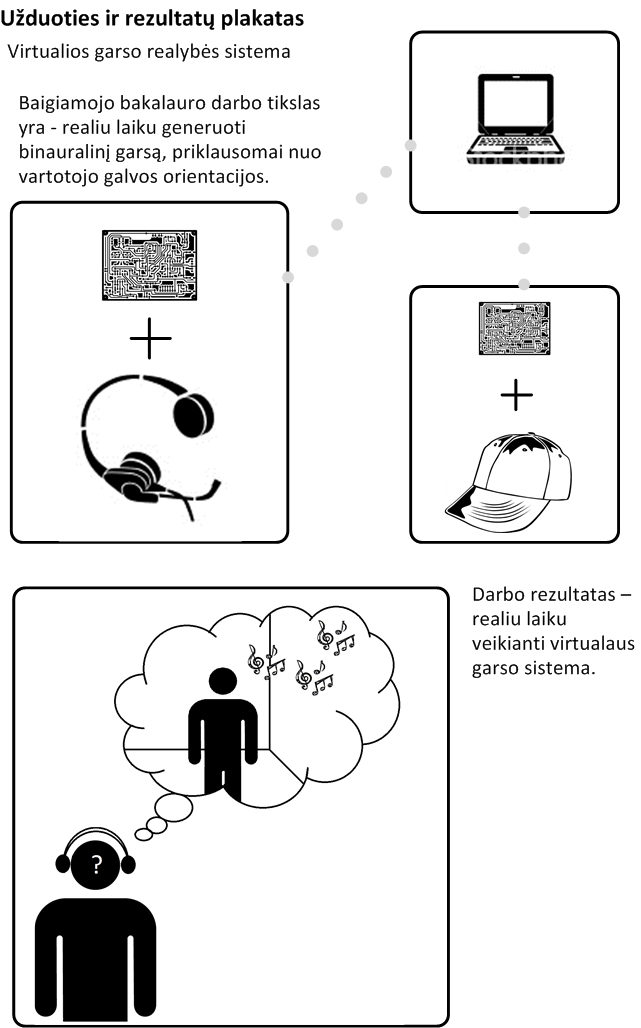 Užduoties ir rezultatų plakatas
Virtualios garso realybės sistema
Baigiamojo bakalauro darbo tikslas
yra - realiu laiku generuoti
binauralinį garsą, priklausomai nuo
vartotojo galvos orientacijos.
Darbo rezultatas –
realiu laiku
veikianti virtualaus
garso sistema.
?